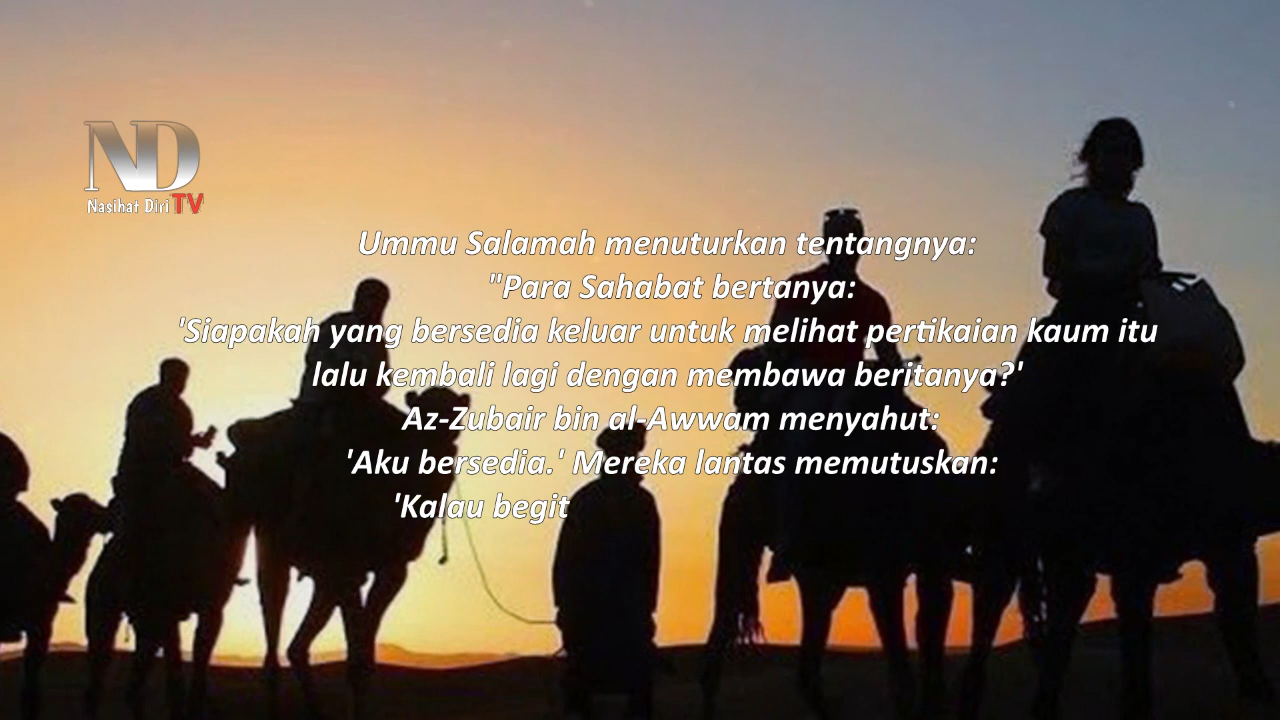 ND
Nasihat Diri TV
Ummu Salamah menuturkan tentangnya:
"Para Sahabat bertanya:
'Siapakah yang bersedia keluar untuk melihat pertikaian kaum itu
lalu kembali lagi dengan membawa beritanya?'
Az-Zubair bin al-Awwam menyahut:
'Aku bersedia.' Mereka lantas memutuskan:
'Kalau begit